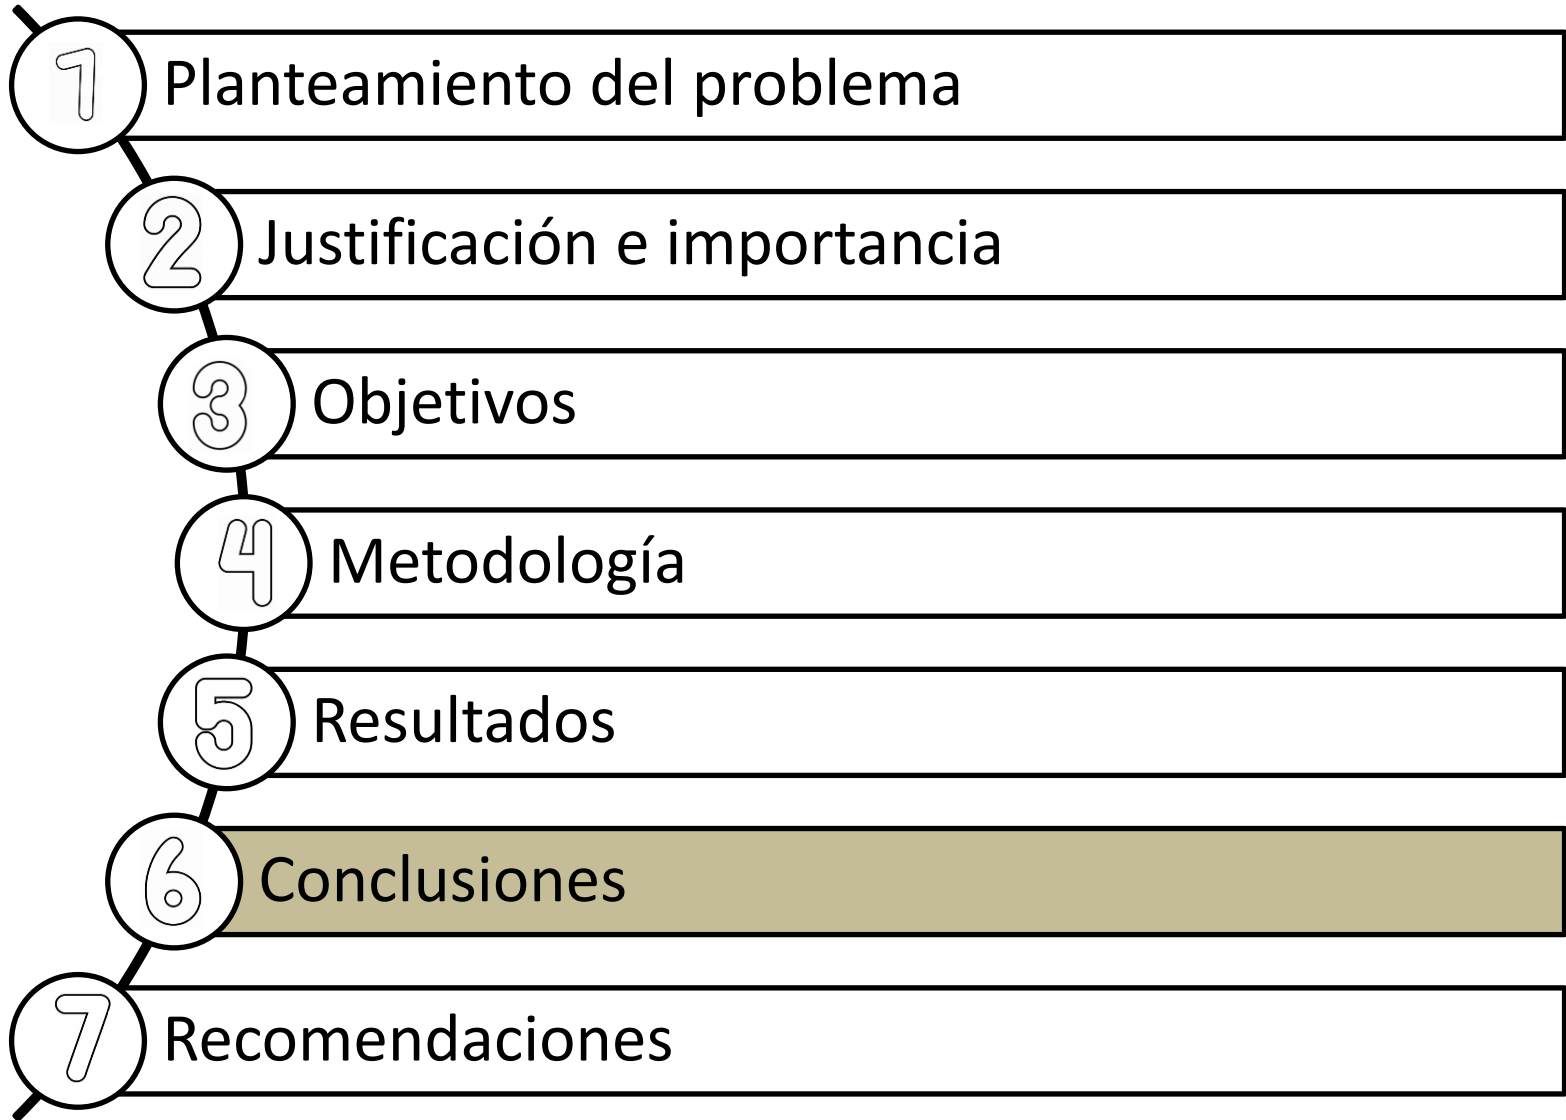 1 Planteamiento del problema
2 Justificación e importancia
3 Objetivos
4 Metodología
5 Resultados
6 Conclusiones
7 Recomendaciones